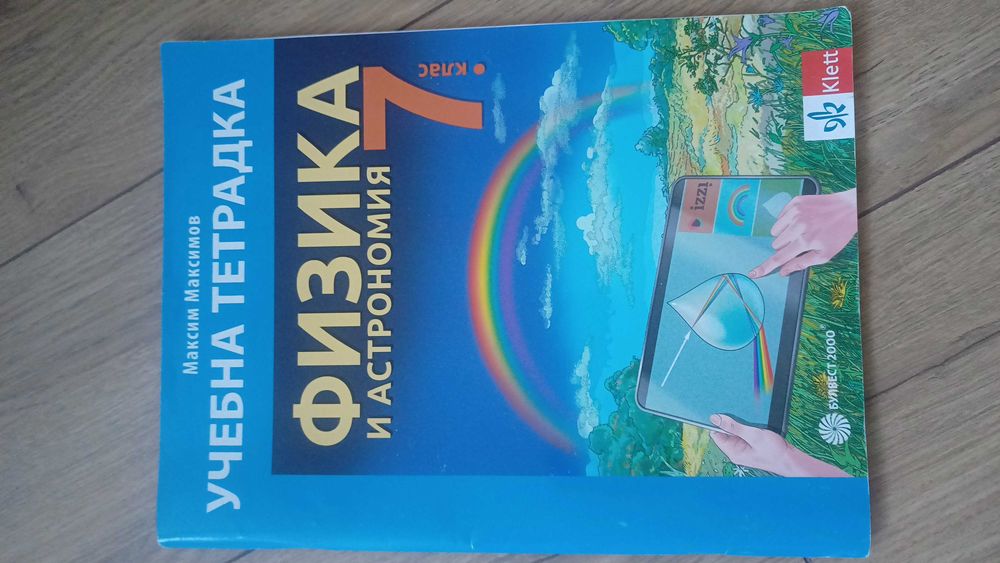 Максим Максимов
УЧЕБНА ТЕТРАДКА
ФИЗИКА
И АСТРОНОМИЯ
7. клас
izzi
Klett
БУЛВЕСТ 2000®